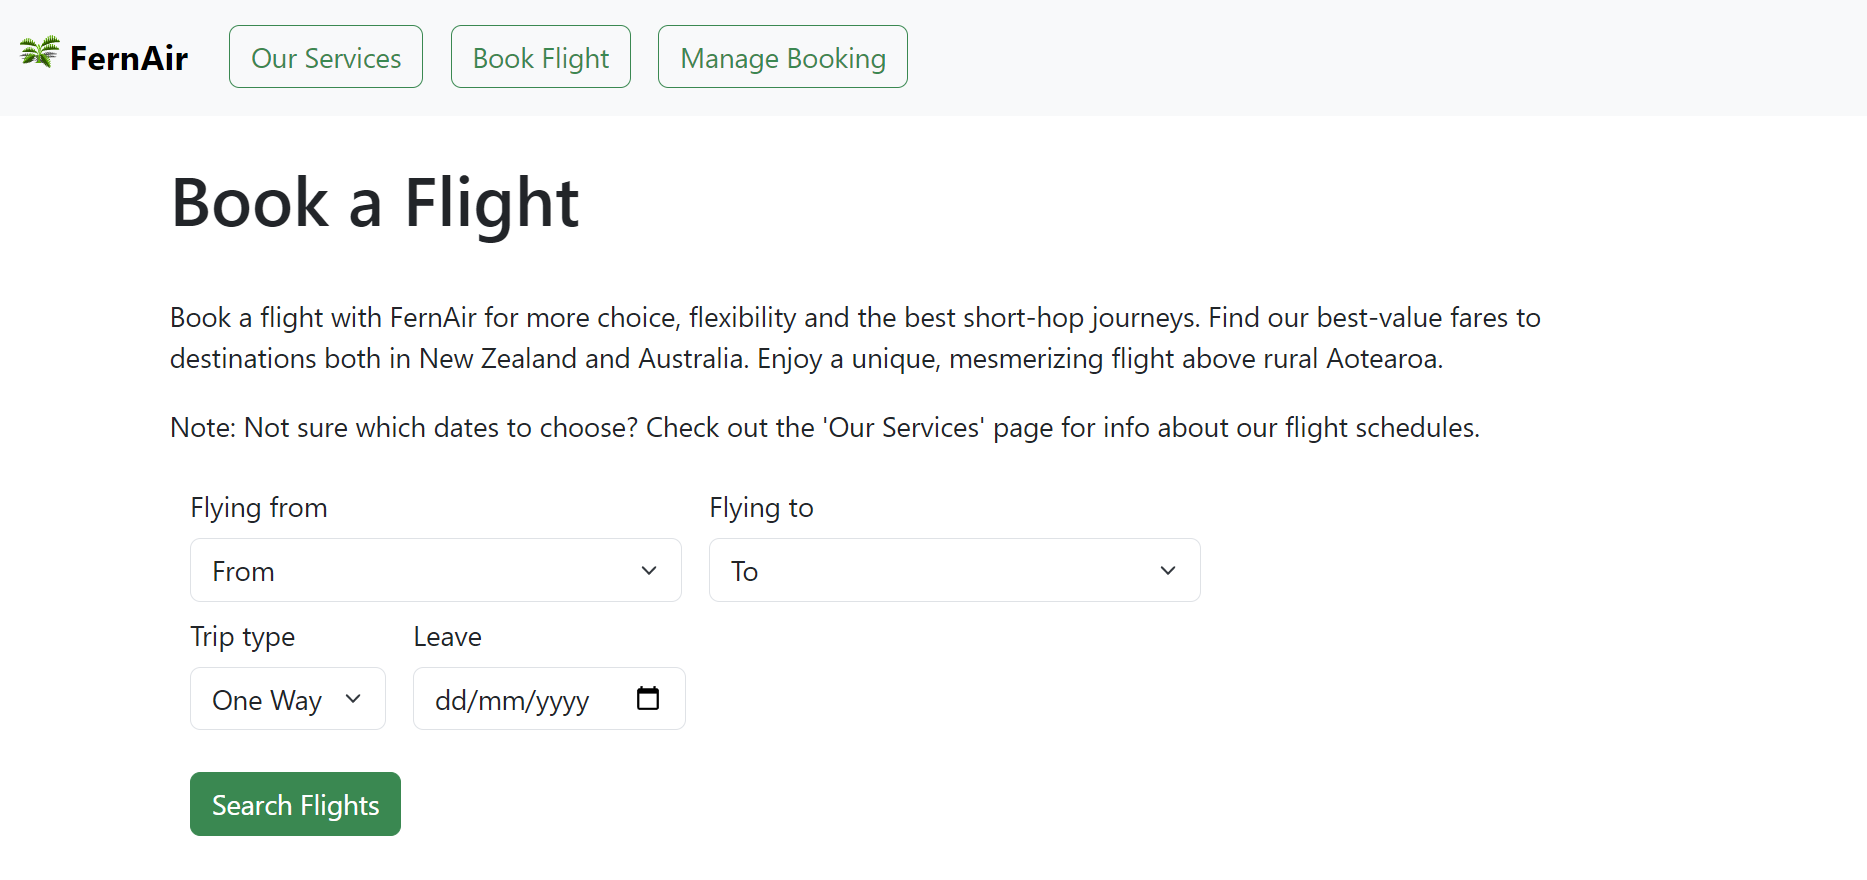 FernAir
Our Services
Book Flight
Manage Booking
Book a Flight
Book a flight with FernAir for more choice, flexibility and the best short-hop journeys. Find our best-value fares to
destinations both in New Zealand and Australia. Enjoy a unique, mesmerizing flight above rural Aotearoa.
Note: Not sure which dates to choose? Check out the 'Our Services' page for info about our flight schedules.
Flying from
Flying to
From
To
Trip type
Leave
One Way
dd/mm/yyyy
Search Flights